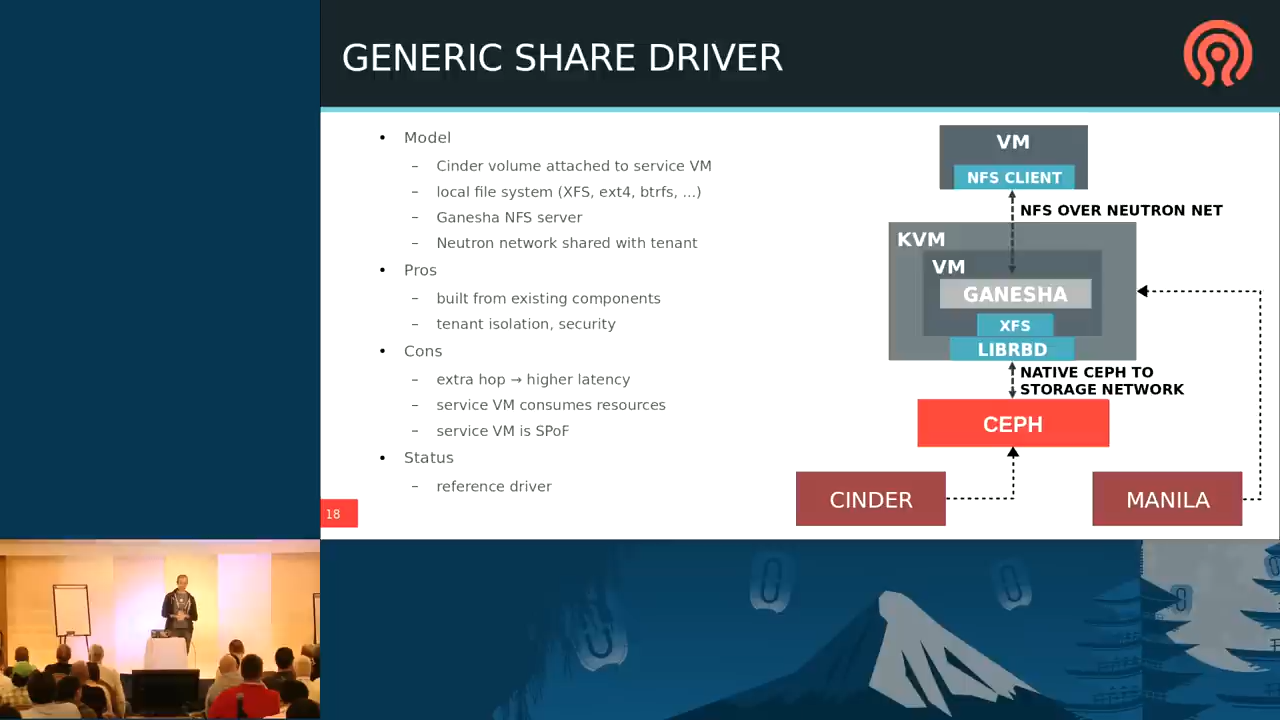 GENERIC SHARE DRIVER
• Model
– Cinder volume attached to service VM
– local file system (XFS, ext4, btrfs, ...)
– Ganesha NFS server
– Neutron network shared with tenant
• Pros
– built from existing components
– tenant isolation, security
• Cons
– extra hop → higher latency
– service VM consumes resources
– service VM is SPoF
• Status
– reference driver
18
VM
NFS CLIENT
NFS OVER NEUTRON NET
KVM
VM
GANESHA
XFS
LIBRBD
NATIVE CEPH TO
STORAGE NETWORK
CEPH
CINDER
MANILA